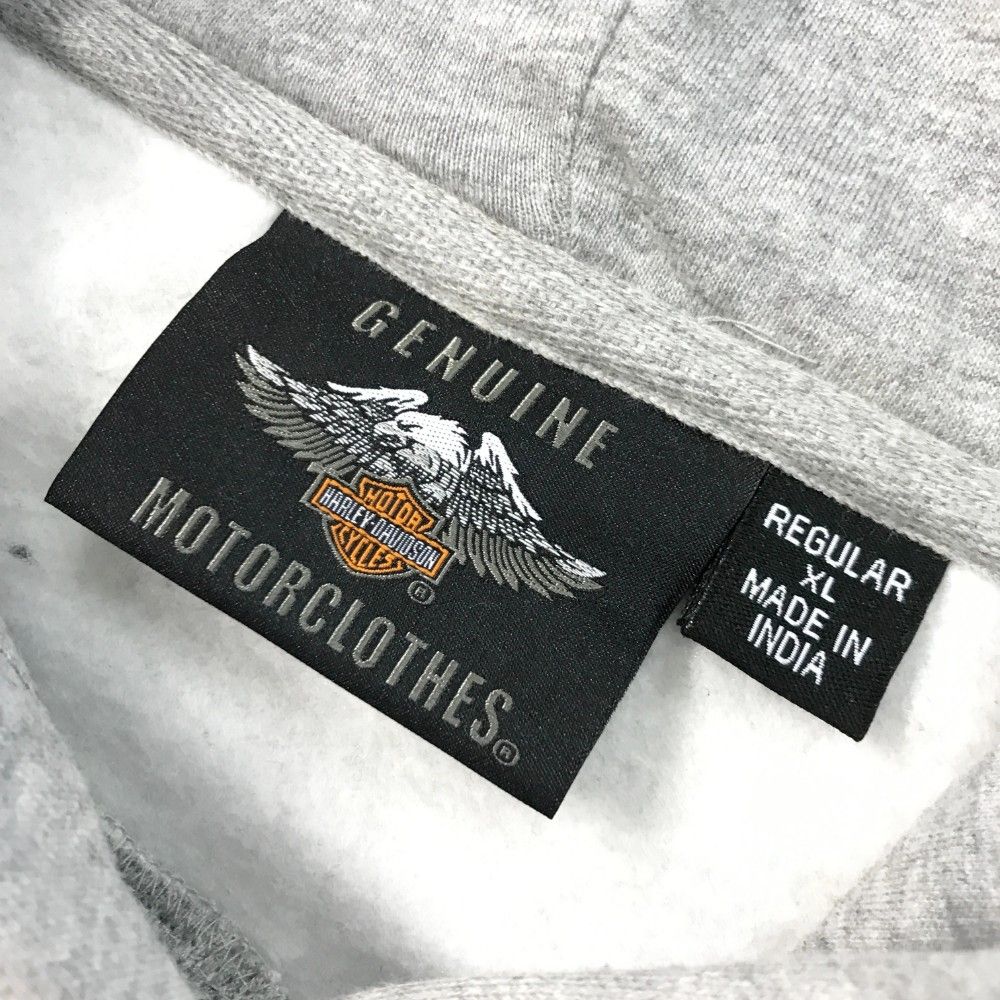 GENUINE
MOTOR
HARLEY-DAVIDSON
CYCLES
®
MOTORCLOTHES®
REGULAR
XL
MADE IN
INDIA